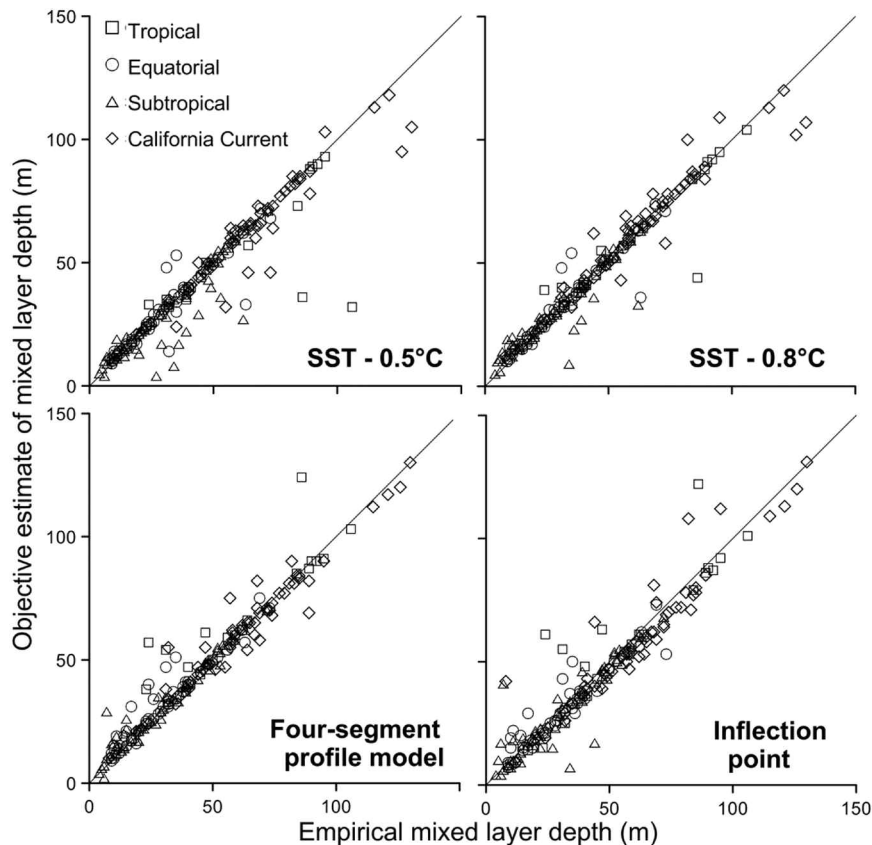 Objective estimate of mixed layer depth (m)
150
100
50
0
Tropical
Equatorial
Subtropical
California Current
SST - 0.5°C
SST - 0.8°C
150
100
50
0
0
50
100
Four-segment
profile model
0
50
100
150
Inflection
point
Empirical mixed layer depth (m)